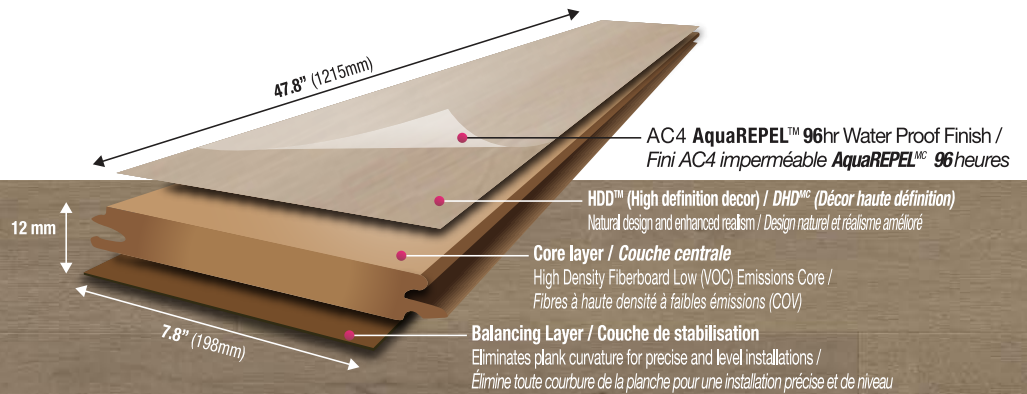 47.8” (1215mm)
AC4 AquaREPEL™ 96hr Water Proof Finish /
Fini AC4 imperméable AquaREPELᴹᶜ 96 heures
HDD™ (High definition decor) / DHDᴹᶜ (Décor haute définition)
Natural design and enhanced realism / Design naturel et réalisme amélioré
12 mm
Core layer / Couche centrale
High Density Fiberboard Low (VOC) Emissions Core /
Fibres à haute densité à faibles émissions (COV)
7.8” (198mm)
Balancing Layer / Couche de stabilisation
Eliminates plank curvature for precise and level installations /
Élimine toute courbure de la planche pour une installation précise et de niveau